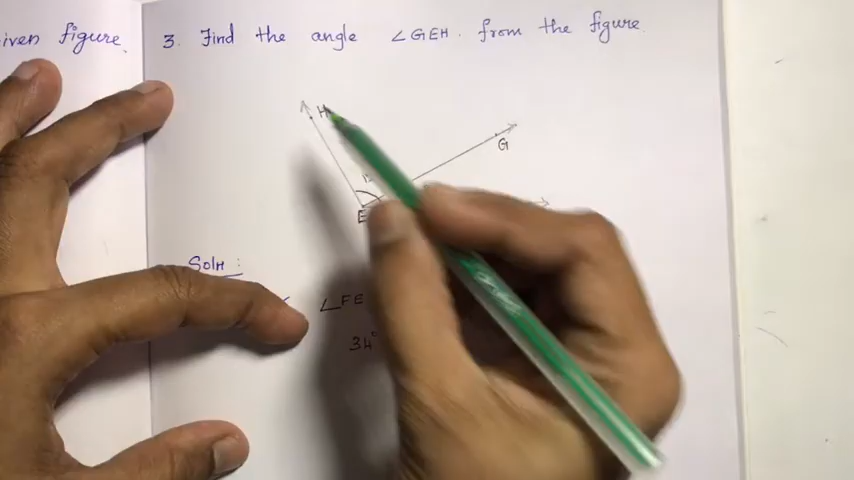 iven figure.
3. Find the angle ∠GEH. from the figure.
H
G
E
Soln :
∠FE
34°